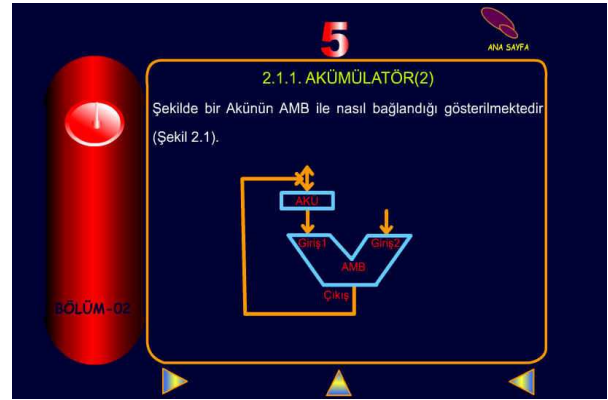 5
ANA SAYFA
2.1.1. AKÜMÜLATÖR(2)
Şekilde bir Akünün AMB ile nasıl bağlandığı gösterilmektedir
(Şekil 2.1).
AKÜ
Giriş1 Giriş2
AMB
Çıkış
BÖLÜM-02